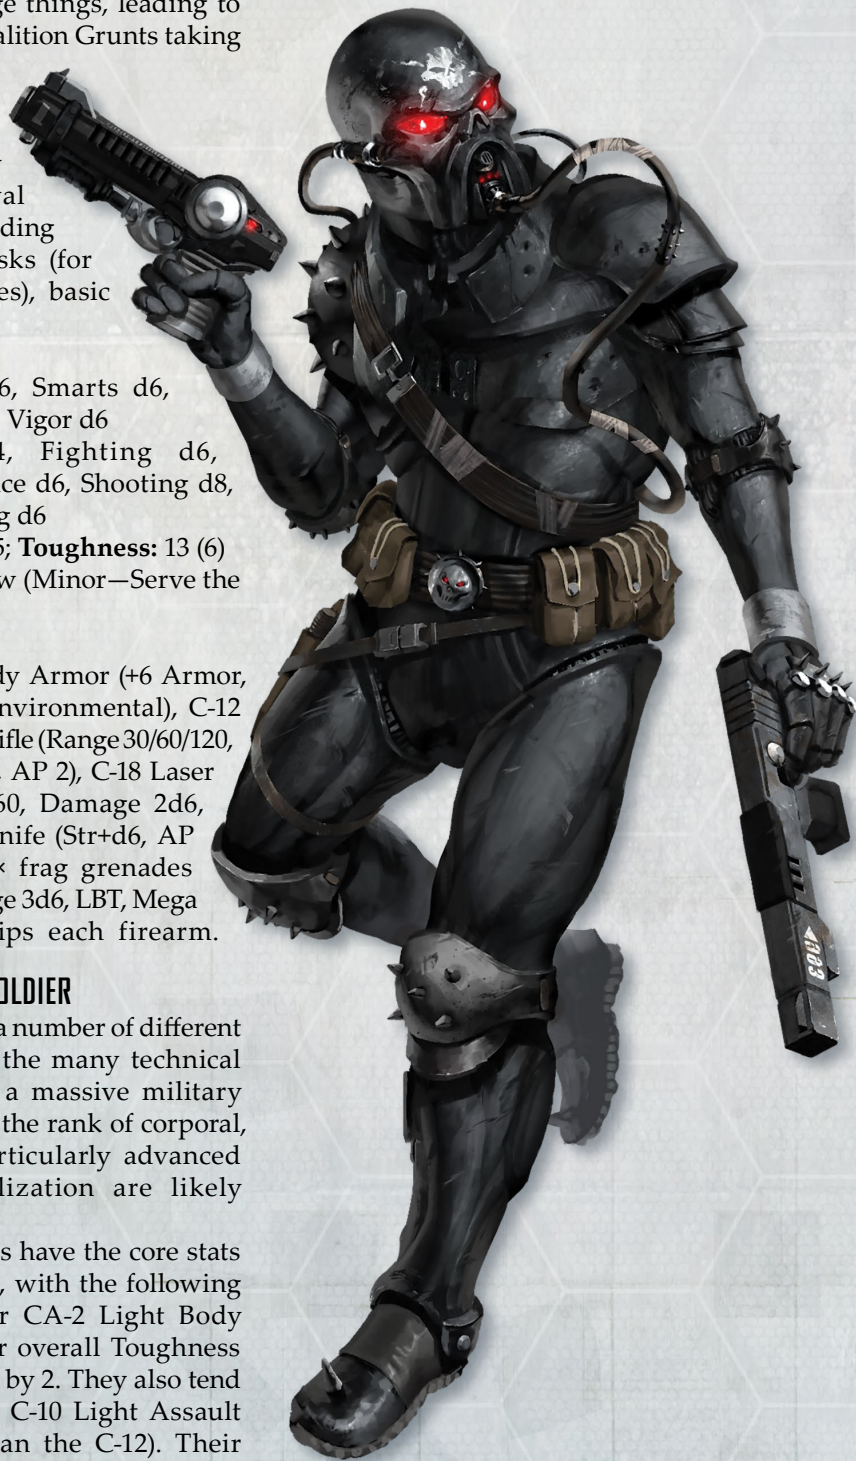 ge things, leading to
alition Grunts taking
val
ding
sks (for
es), basic
6, Smarts d6,
Vigor d6
4, Fighting d6,
ce d6, Shooting d8,
g d6
5; Toughness: 13 (6)
w (Minor—Serve the
dy Armor (+6 Armor,
nvironmental), C-12
ifle (Range 30/60/120,
AP 2), C-18 Laser
60, Damage 2d6,
nife (Str+d6, AP
× frag grenades
ge 3d6, LBT, Mega
ips each firearm.
OLDIER
a number of different
the many technical
a massive military
the rank of corporal,
rticularly advanced
lization are likely
s have the core stats
, with the following
r CA-2 Light Body
r overall Toughness
by 2. They also tend
C-10 Light Assault
an the C-12). Their